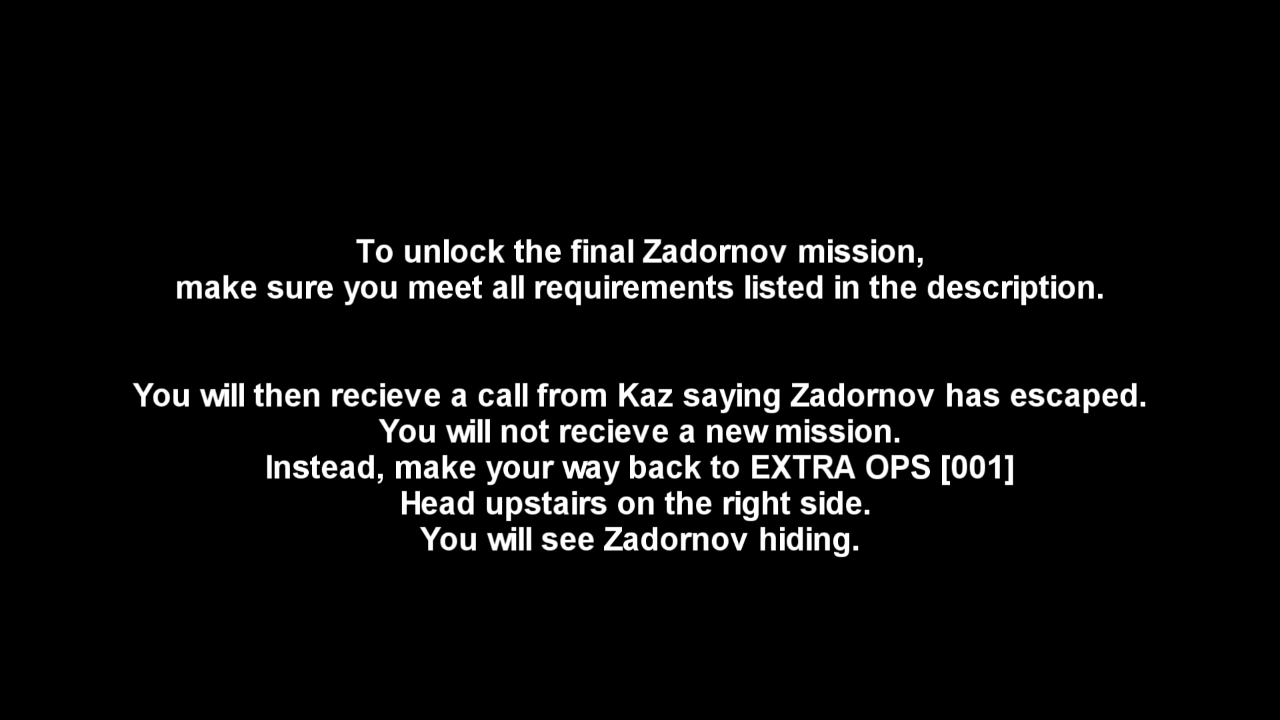 To unlock the final Zadornov mission,
make sure you meet all requirements listed in the description.
You will then recieve a call from Kaz saying Zadornov has escaped.
You will not recieve a new mission.
Instead, make your way back to EXTRA OPS [001]
Head upstairs on the right side.
You will see Zadornov hiding.